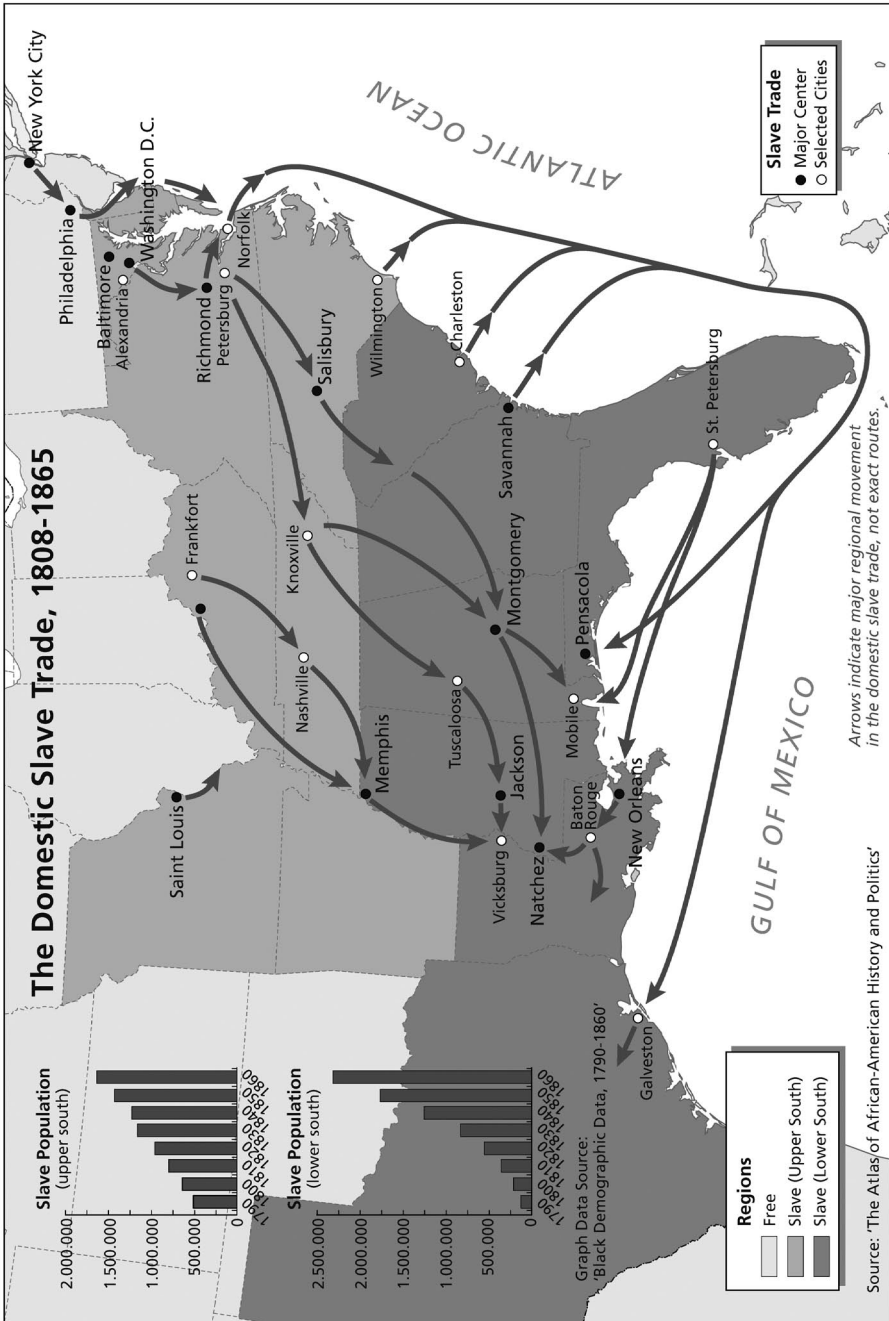 The Domestic Slave Trade, 1808-1865
Slave Population
(upper south)
2.000.000
1.500.000
1.000.000
500.000
0
1790
1800
1810
1820
1830
1840
1850
1860
Slave Population
(lower south)
2.000.000
1.500.000
1.000.000
500.000
0
1790
1800
1810
1820
1830
1840
1850
1860
Graph Data Source:
'Black Demographic Data, 1790-1860'
New York City
Philadelphia
Baltimore
Washington D.C.
Alexandria
Richmond
Petersburg
Norfolk
Salisbury
Wilmington
Charleston
Savannah
St. Petersburg
Saint Louis
Frankfort
Knoxville
Nashville
Memphis
Tuscaloosa
Montgomery
Jackson
Vicksburg
Natchez
Mobile
Pensacola
Baton
Rouge
New Orleans
Galveston
ATLANTIC OCEAN
GULF OF MEXICO
Slave Trade
Major Center
Selected Cities
Regions
Free
Slave (Upper South)
Slave (Lower South)
Arrows indicate major regional movement
in the domestic slave trade, not exact routes.
Source: 'The Atlas of African-American History and Politics'